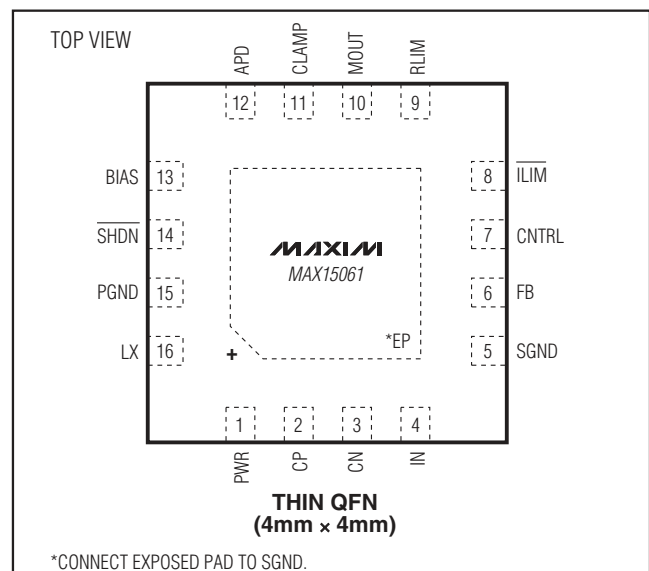 TOP VIEW
APD CLAMP MOUT RLIM
12 11 10 9
BIAS 13
8 I̅L̅I̅M̅
S̅H̅D̅N̅ 14
7 CNTRL
PGND 15
6 FB
LX 16
5 SGND
MAXIM
MAX15061
*EP
+
1 2 3 4
PWR CP CN IN
THIN QFN
(4mm × 4mm)
*CONNECT EXPOSED PAD TO SGND.